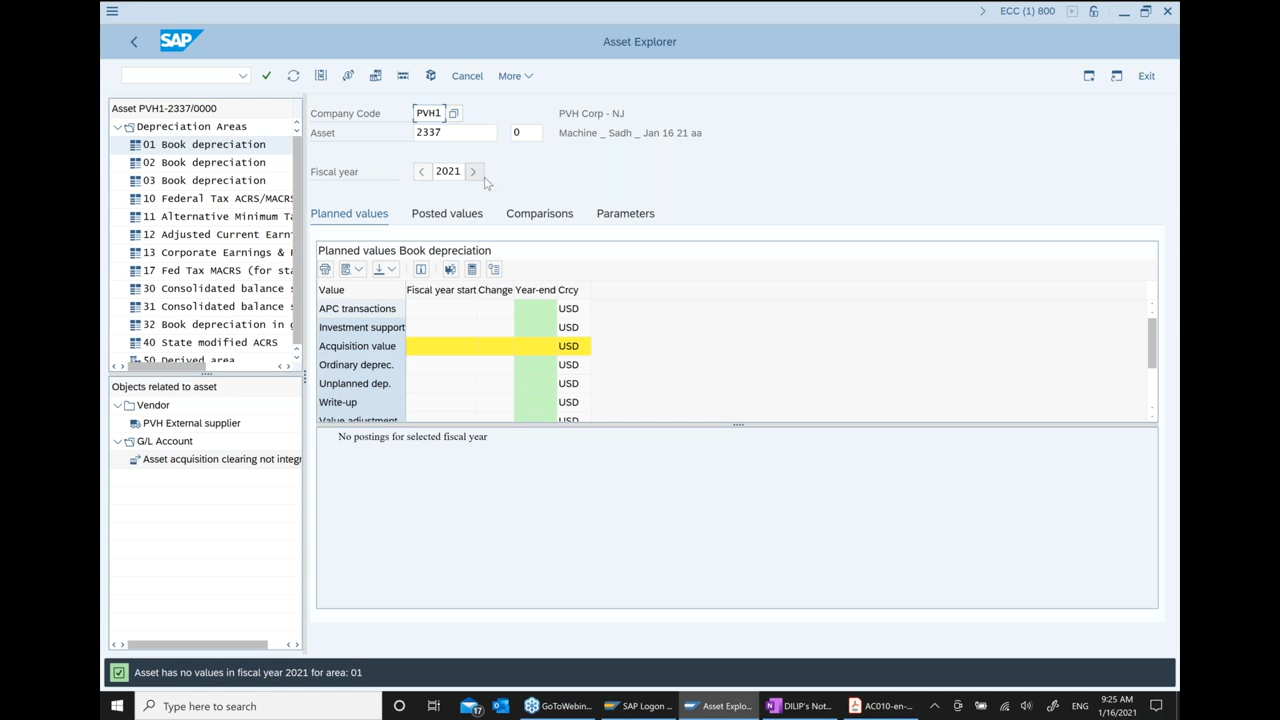 ECC (1) 800
SAP
Asset Explorer
Cancel
More
Exit
Asset PVH1-2337/0000
Depreciation Areas
01 Book depreciation
02 Book depreciation
03 Book depreciation
10 Federal Tax ACRS/MACRS
11 Alternative Minimum Ta
12 Adjusted Current Earn
13 Corporate Earnings &
17 Fed Tax MACRS (for sta
30 Consolidated balance s
31 Consolidated balance s
32 Book depreciation in g
40 State modified ACRS
50 Derived area
Objects related to asset
Vendor
PVH External supplier
G/L Account
Asset acquisition clearing not integr
Company Code PVH1 PVH Corp - NJ
Asset 2337 0 Machine _ Sadh _ Jan 16 21 aa
Fiscal year 2021
Planned values Posted values Comparisons Parameters
Planned values Book depreciation
Value Fiscal year start Change Year-end Crcy
APC transactions USD
Investment support USD
Acquisition value USD
Ordinary deprec. USD
Unplanned dep. USD
Write-up USD
Value adjustment USD
No postings for selected fiscal year
Asset has no values in fiscal year 2021 for area: 01
Type here to search
17
GoToWebin...
SAP Logon ...
Asset Explo...
DILIP's Not...
AC010-en-...
ENG
9:25 AM
1/16/2021